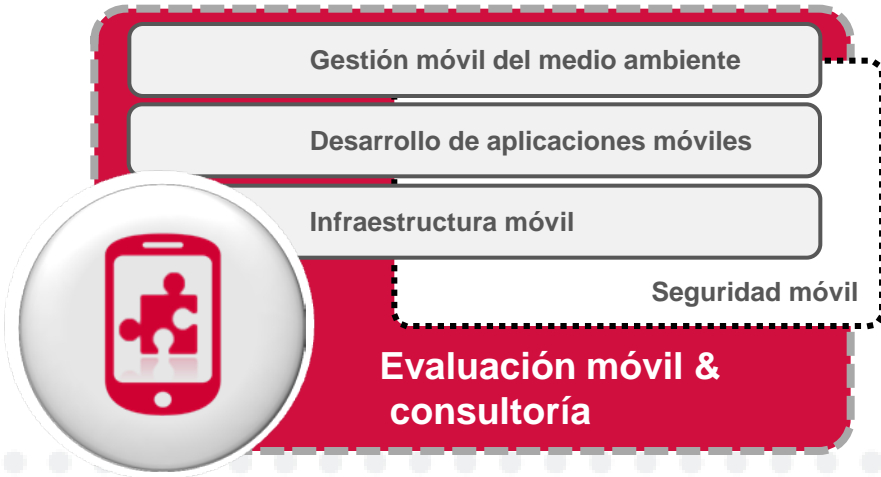 Gestión móvil del medio ambiente
Desarrollo de aplicaciones móviles
Infraestructura móvil
Seguridad móvil
Evaluación móvil &
consultoría